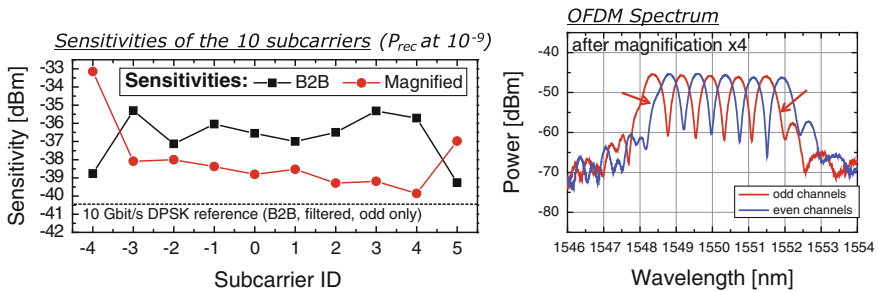 Sensitivities of the 10 subcarriers (Prec at 10-9)
Sensitivities: B2B Magnified
Sensitivity [dBm]
-33
-34
-35
-36
-37
-38
-39
-40
-41
-42
10 Gbit/s DPSK reference (B2B, filtered, odd only)
-4 -3 -2 -1 0 1 2 3 4 5
Subcarrier ID
OFDM Spectrum
after magnification x4
Power [dBm]
-40
-50
-60
-70
-80
odd channels
even channels
1546 1547 1548 1549 1550 1551 1552 1553 1554
Wavelength [nm]